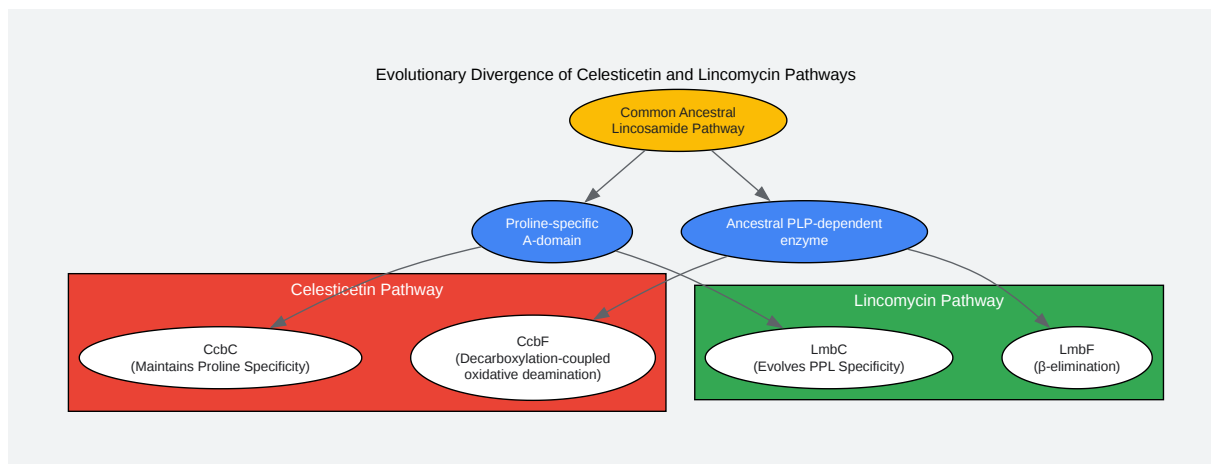 Evolutionary Divergence of Celesticetin and Lincomycin Pathways
Common Ancestral
Lincosamide Pathway
Proline-specific
A-domain
Ancestral PLP-dependent
enzyme
Celesticetin Pathway
Lincomycin Pathway
CcbC
(Maintains Proline Specificity)
CcbF
(Decarboxylation-coupled
oxidative deamination)
LmbC
(Evolves PPL Specificity)
LmbF
(β-elimination)